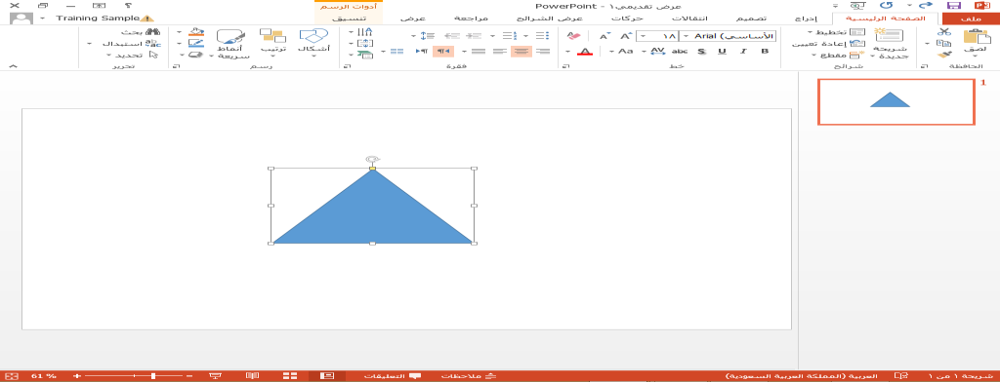 عرض تقديمي١ - PowerPoint
أدوات الرسم
؟
ملف
الصفحة الرئيسية
إدراج
تصميم
انتقالات
حركات
عرض الشرائح
مراجعة
عرض
تنسيق
Training Sample
لصق
الحافظة
شريحة
جديدة
تخطيط
إعادة تعيين
مقطع
شرائح
Arial (الأساسي)
١٨
B I U S abc AV Aa A
خط
فقرة
أشكال
ترتيب
أنماط
سريعة
رسم
بحث
استبدال
تحديد
تحرير
1
شريحة ١ من ١
العربية (المملكة العربية السعودية)
ملاحظات
التعليقات
61 %